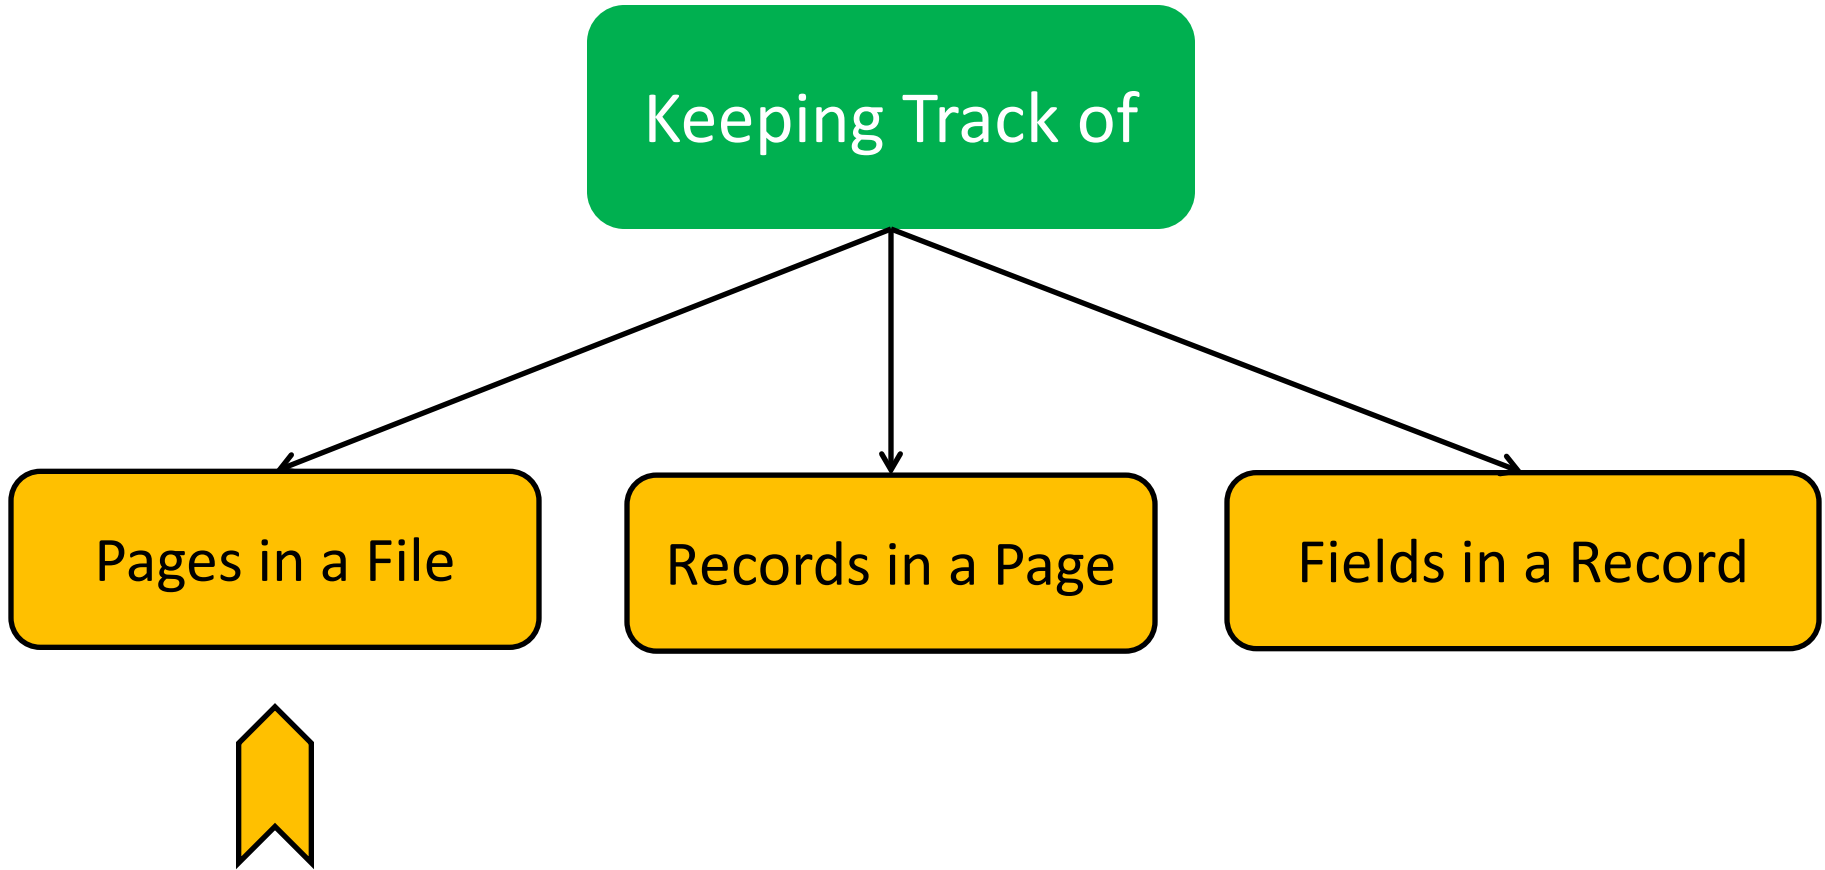 Keeping Track of
Pages in a File
Records in a Page
Fields in a Record